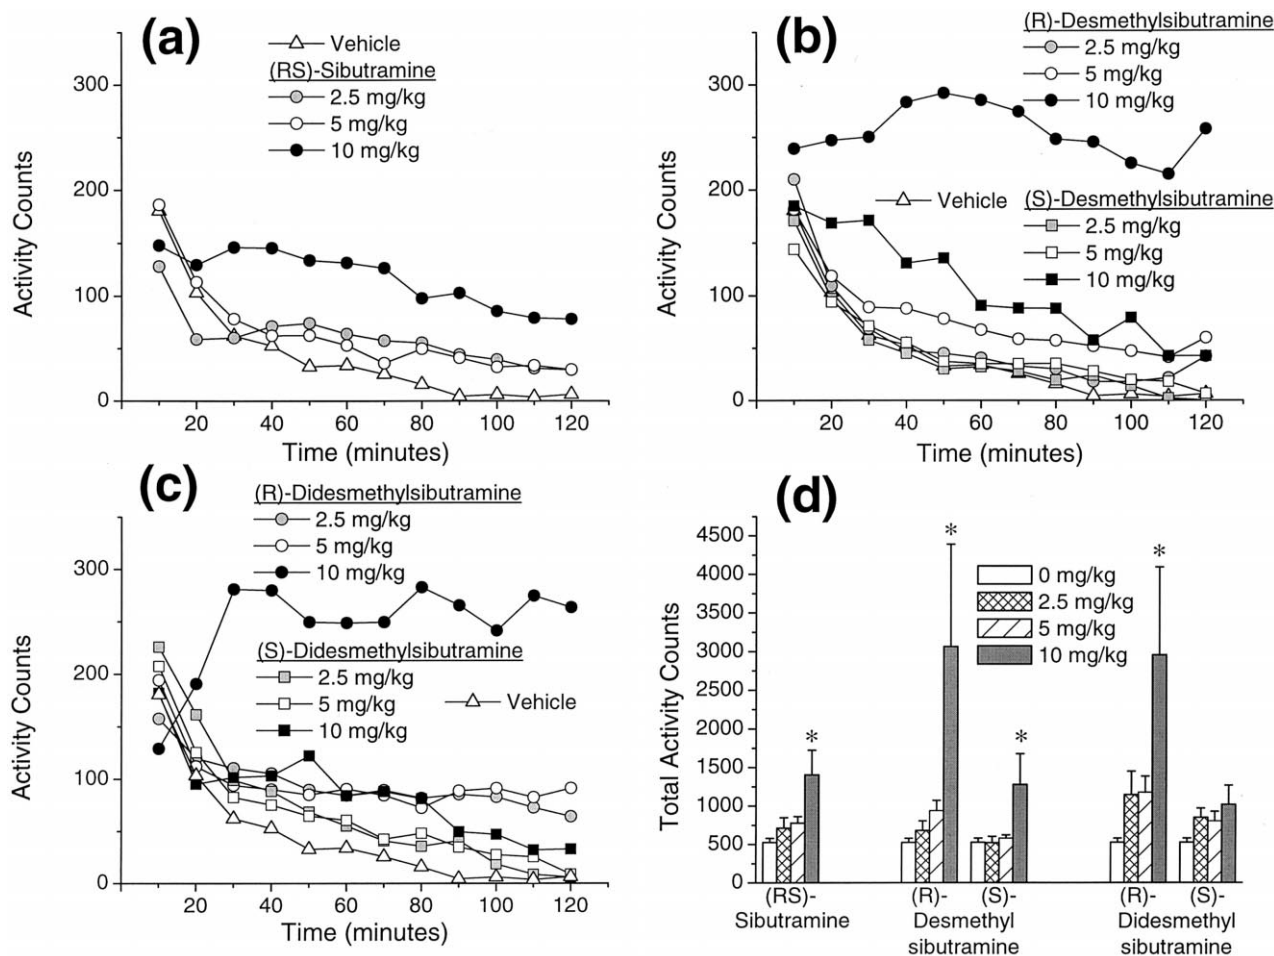 (a)
Vehicle
(RS)-Sibutramine
2.5 mg/kg
5 mg/kg
10 mg/kg
300
200
100
0
Activity Counts
20 40 60 80 100 120
Time (minutes)
(b)
(R)-Desmethylsibutramine
2.5 mg/kg
5 mg/kg
10 mg/kg
Vehicle
(S)-Desmethylsibutramine
2.5 mg/kg
5 mg/kg
10 mg/kg
300
200
100
0
Activity Counts
20 40 60 80 100 120
Time (minutes)
(c)
(R)-Didesmethylsibutramine
2.5 mg/kg
5 mg/kg
10 mg/kg
(S)-Didesmethylsibutramine
2.5 mg/kg
5 mg/kg
10 mg/kg
Vehicle
300
200
100
0
Activity Counts
20 40 60 80 100 120
Time (minutes)
(d)
4500
4000
3500
3000
2500
2000
1500
1000
500
0
Total Activity Counts
0 mg/kg
2.5 mg/kg
5 mg/kg
10 mg/kg
* * * *
(RS)-
Sibutramine
(R)- (S)-
Desmethyl
sibutramine
(R)- (S)-
Didesmethyl
sibutramine